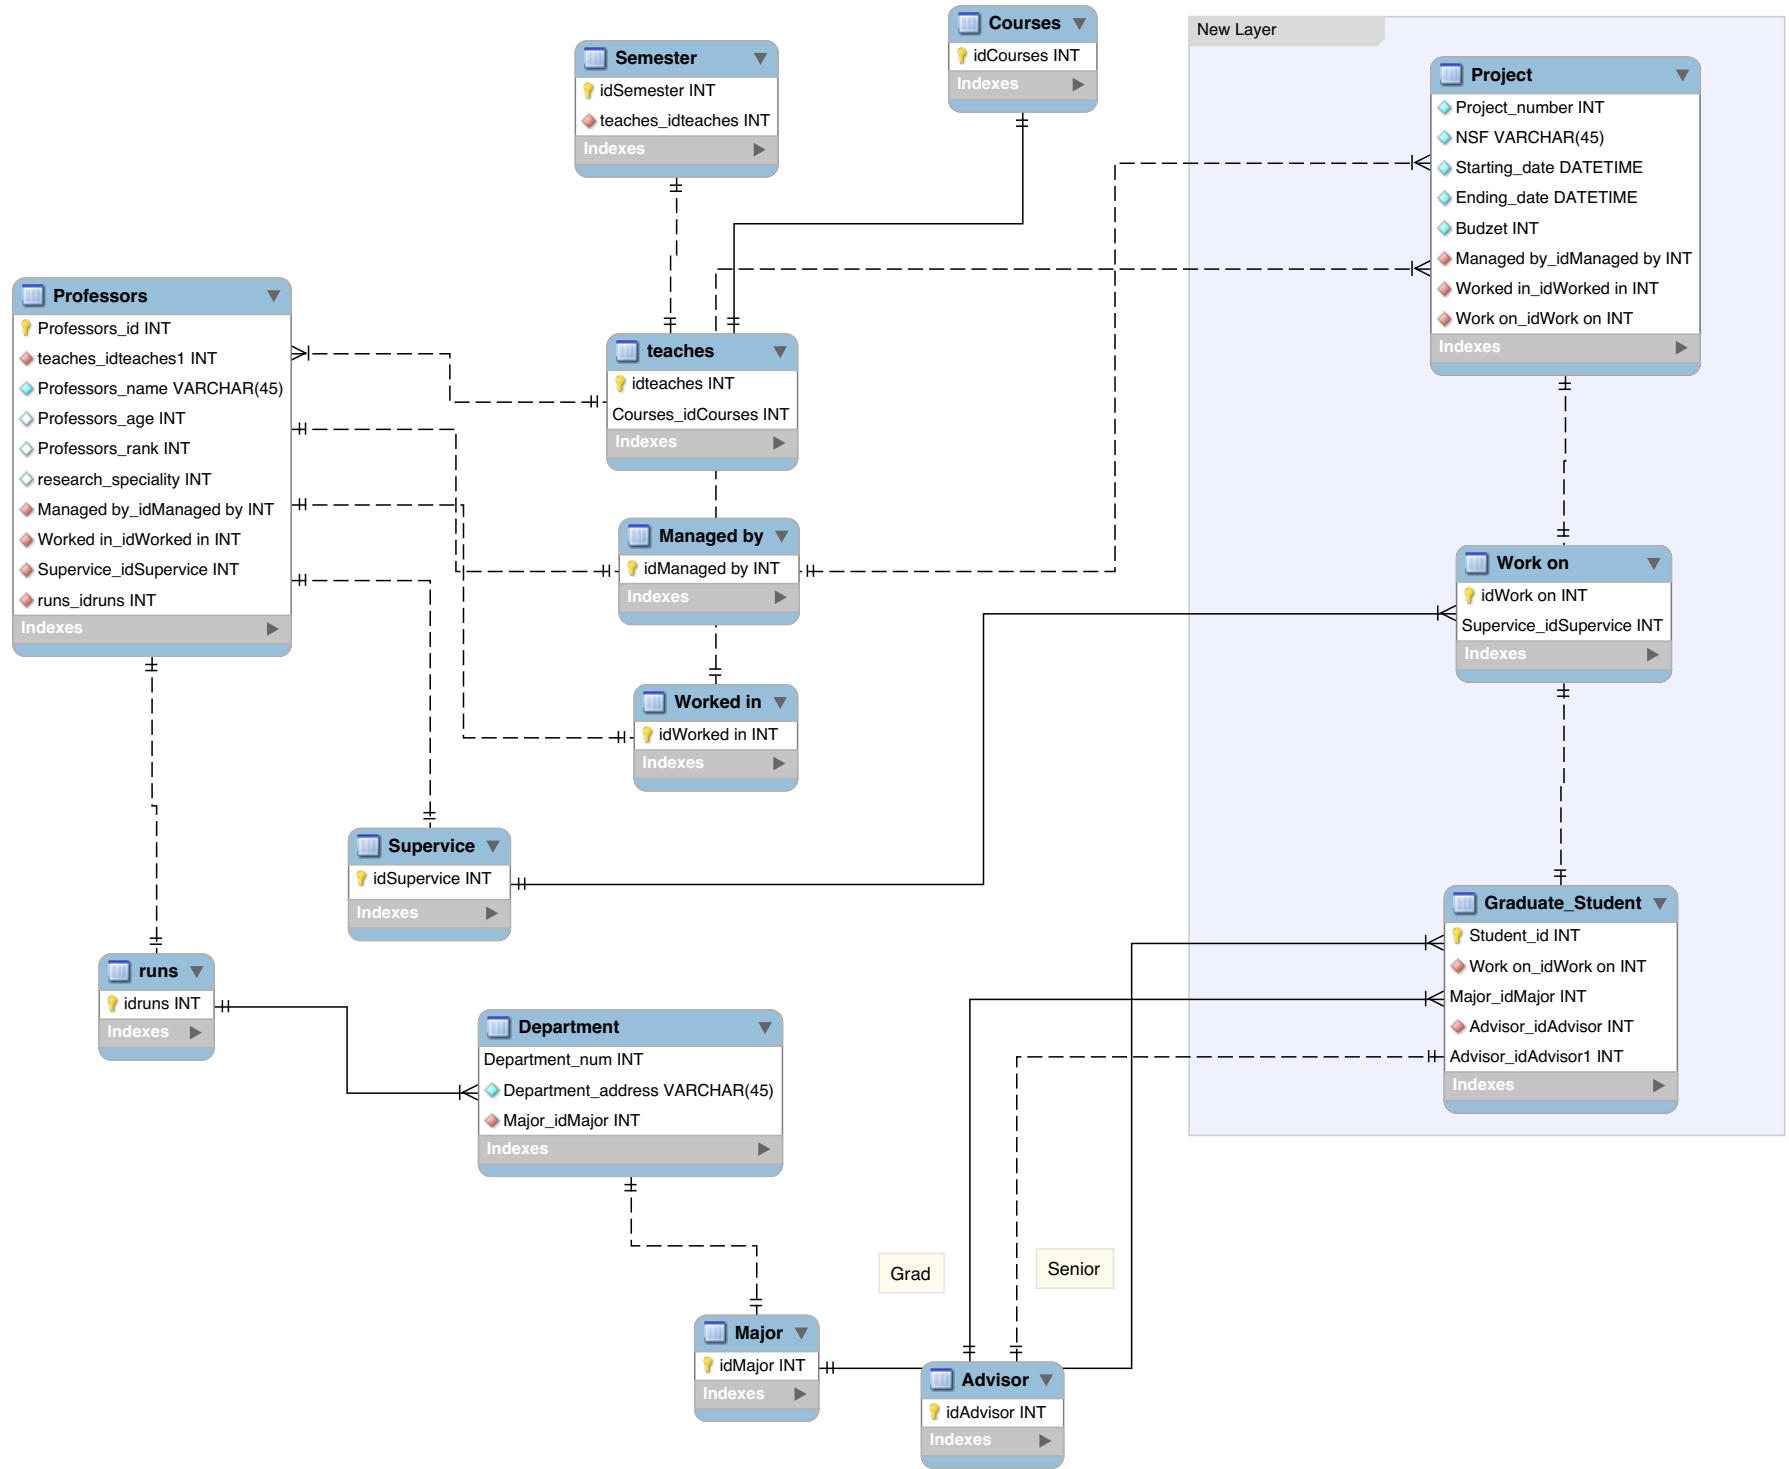 Courses
idCourses INT
Indexes
New Layer
Semester
idSemester INT
teaches_idteaches INT
Indexes
Project
Project_number INT
NSF VARCHAR(45)
Starting_date DATETIME
Ending_date DATETIME
Budzet INT
Managed by_idManaged by INT
Worked in_idWorked in INT
Work on_idWork on INT
Indexes
Professors
Professors_id INT
teaches_idteaches1 INT
Professors_name VARCHAR(45)
Professors_age INT
Professors_rank INT
research_speciality INT
Managed by_idManaged by INT
Worked in_idWorked in INT
Supervice_idSupervice INT
runs_idruns INT
Indexes
teaches
idteaches INT
Courses_idCourses INT
Indexes
Managed by
idManaged by INT
Indexes
Work on
idWork on INT
Supervice_idSupervice INT
Indexes
Worked in
idWorked in INT
Indexes
Supervice
idSupervice INT
Indexes
Graduate_Student
Student_id INT
Work on_idWork on INT
Major_idMajor INT
Advisor_idAdvisor INT
Advisor_idAdvisor1 INT
Indexes
runs
idruns INT
Indexes
Department
Department_num INT
Department_address VARCHAR(45)
Major_idMajor INT
Indexes
Grad
Senior
Major
idMajor INT
Indexes
Advisor
idAdvisor INT
Indexes